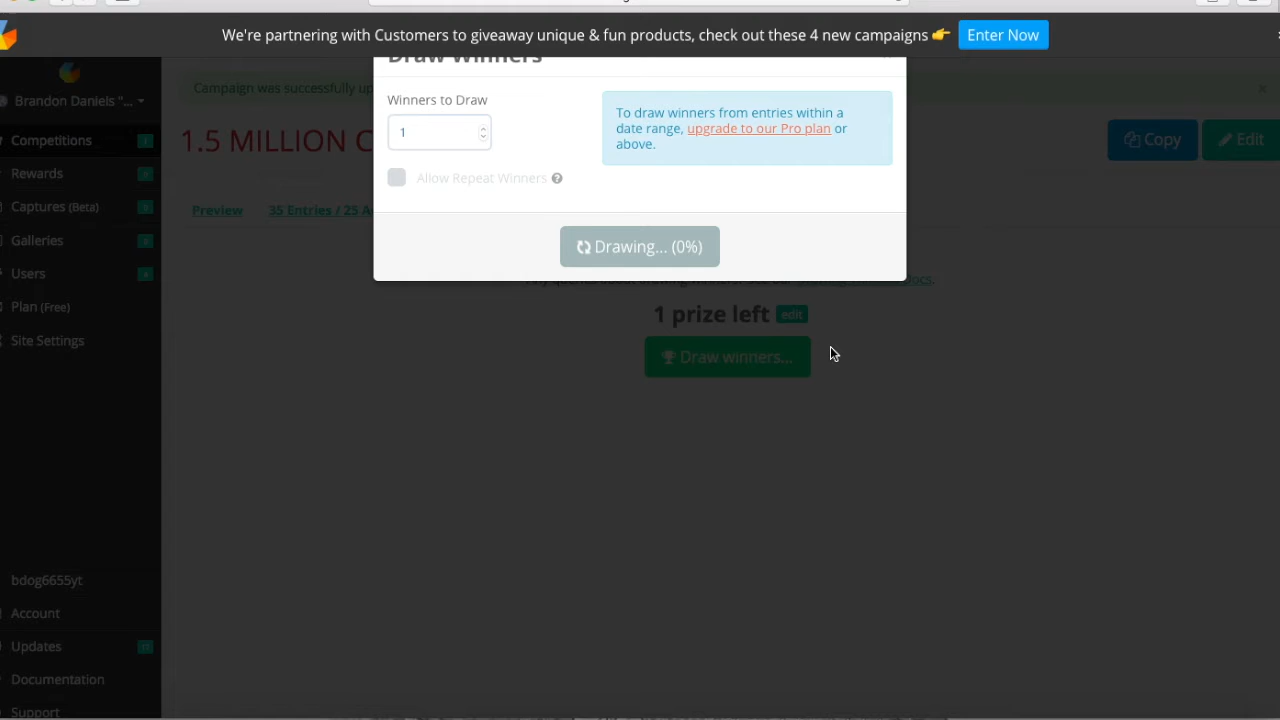 We're partnering with Customers to giveaway unique & fun products, check out these 4 new campaigns 👉 Enter Now
Draw Winners
Brandon Daniels "...
Campaign was successfully up
Winners to Draw
1
To draw winners from entries within a
date range, upgrade to our Pro plan or
above.
Competitions
1.5 MILLION C
Copy
Edit
Rewards
Allow Repeat Winners
Captures (Beta)
Preview
35 Entries / 25 A
Galleries
Drawing... (0%)
Users
Plan (Free)
1 prize left edit
Site Settings
Draw winners...
bdog6655yt
Account
Updates
Documentation
Support